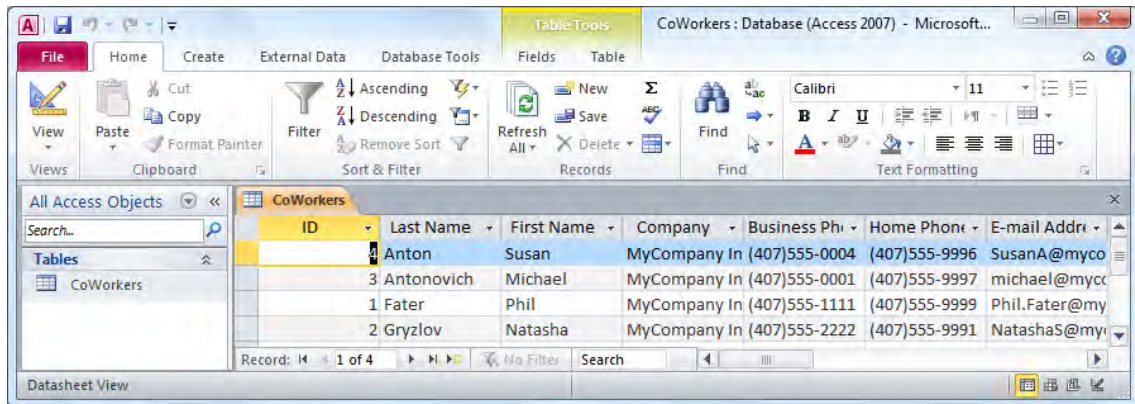 A Table Tools CoWorkers : Database (Access 2007) - Microsoft...
File Home Create External Data Database Tools Fields Table
View
Paste
Cut
Copy
Format Painter
Filter
Ascending
Descending
Remove Sort
Refresh
All
New
Save
Delete
Find
Calibri 11
B I U
A
Views Clipboard Sort & Filter Records Find Text Formatting
All Access Objects
Search...
Tables
CoWorkers
CoWorkers
ID Last Name First Name Company Business Ph Home Phone E-mail Addre
4 Anton Susan MyCompany In (407)555-0004 (407)555-9996 SusanA@myco
3 Antonovich Michael MyCompany In (407)555-0001 (407)555-9997 michael@myco
1 Fater Phil MyCompany In (407)555-1111 (407)555-9999 Phil.Fater@my
2 Gryzlov Natasha MyCompany In (407)555-2222 (407)555-9991 NatashaS@my
Record: 1 of 4 No Filter Search
Datasheet View